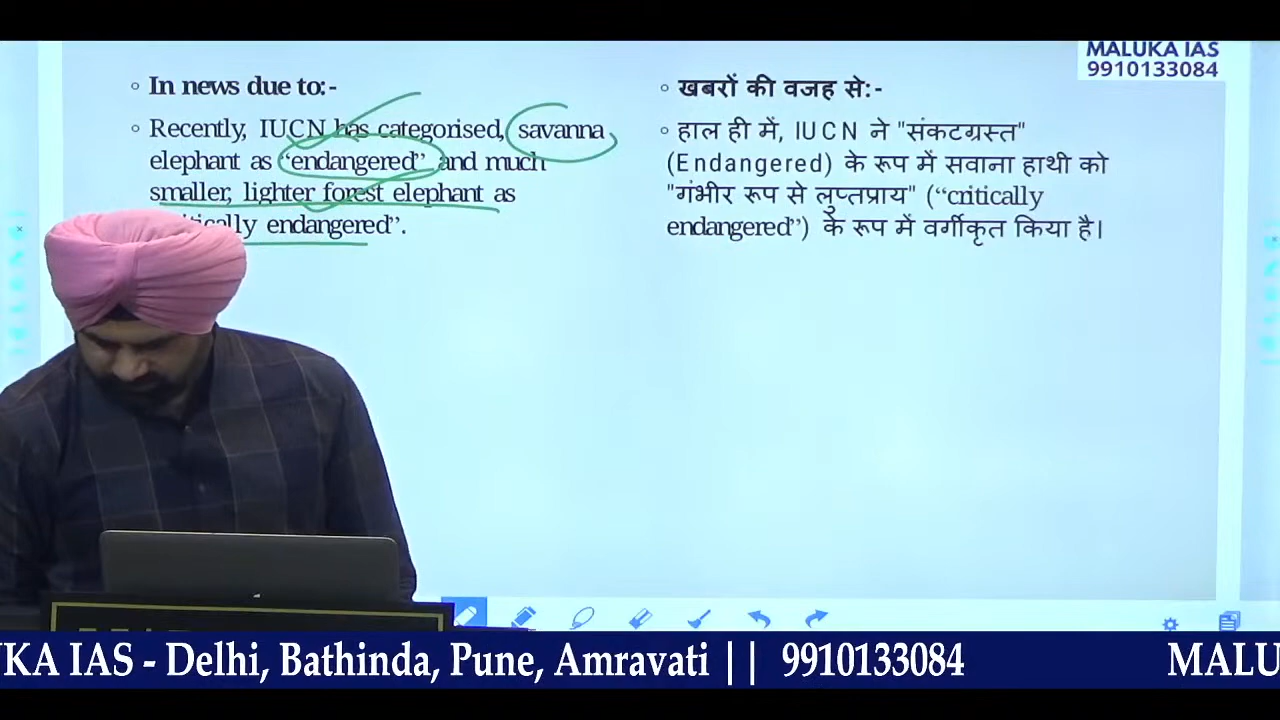 MALUKA IAS
9910133084
In news due to:-
Recently, IUCN has categorised, savanna
elephant as “endangered” and much
smaller, lighter forest elephant as
endangered”.
खबरों की वजह से:-
हाल ही में, IUCN ने "संकटग्रस्त"
(Endangered) के रूप में सवाना हाथी को
"गंभीर रूप से लुप्तप्राय" (“critically
endangered”) के रूप में वर्गीकृत किया है।
KA IAS - Delhi, Bathinda, Pune, Amravati || 9910133084 MALU